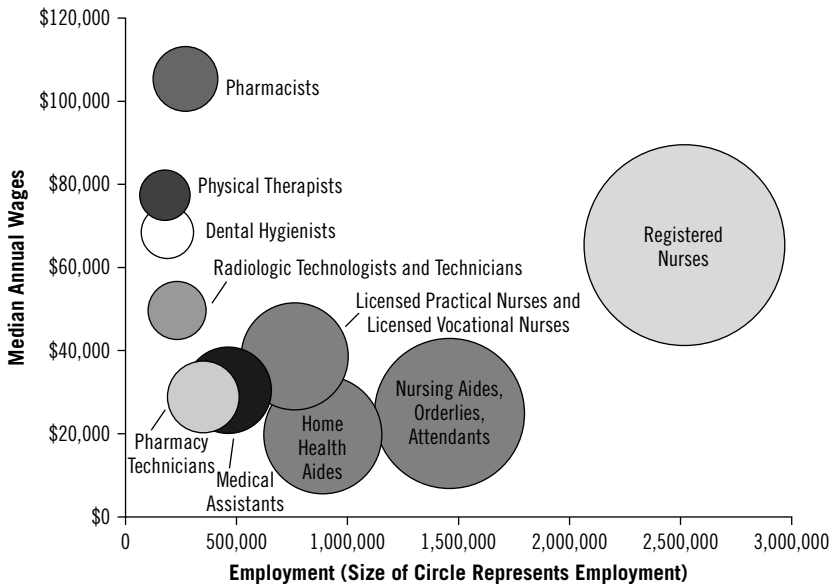 $120,000
$100,000
$80,000
$60,000
$40,000
$20,000
$0
Median Annual Wages
Pharmacists
Physical Therapists
Dental Hygienists
Radiologic Technologists and Technicians
Licensed Practical Nurses and
Licensed Vocational Nurses
Registered
Nurses
Nursing Aides,
Orderlies,
Attendants
Home
Health
Aides
Pharmacy
Technicians
Medical
Assistants
0
500,000
1,000,000
1,500,000
2,000,000
2,500,000
3,000,000
Employment (Size of Circle Represents Employment)